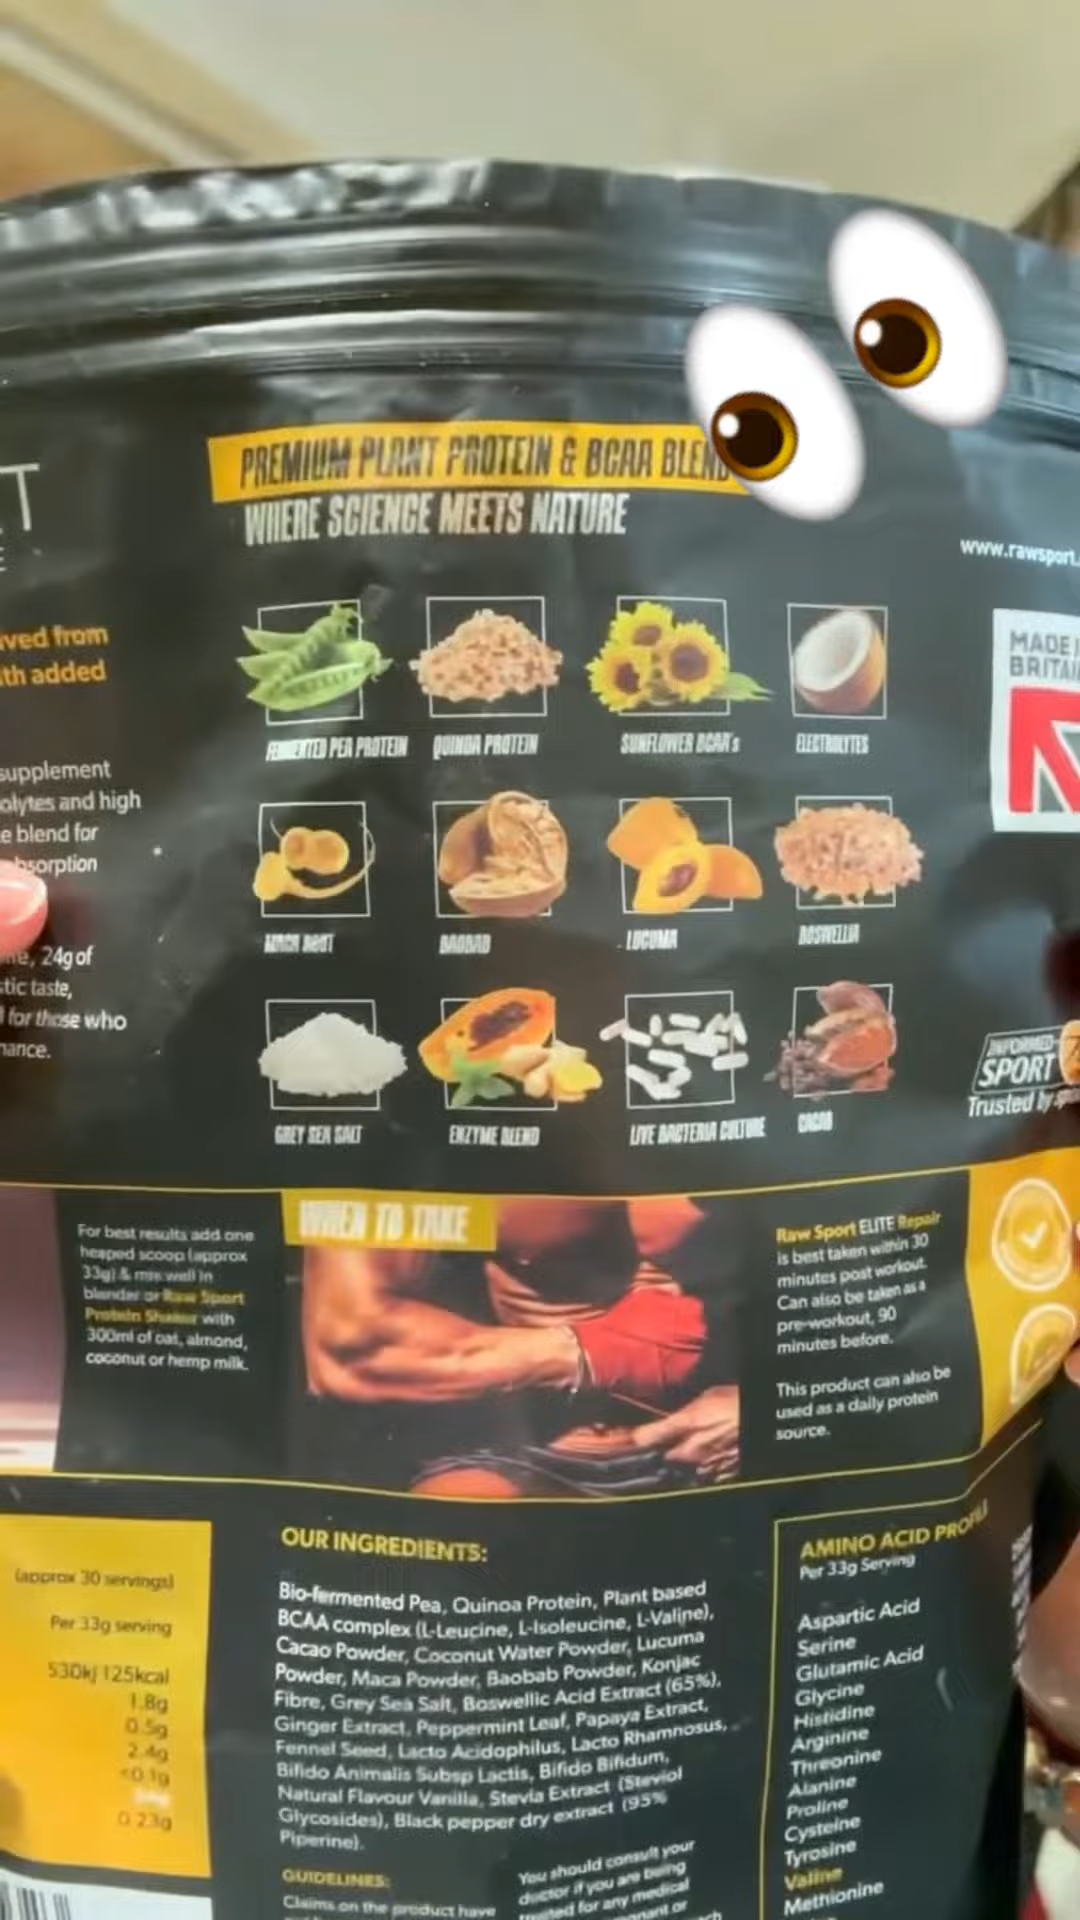 PREMIUM PLANT PROTEIN & BCAA BLEND
WHERE SCIENCE MEETS NATURE
www.rawsport.
T
E
ived from
ith added
supplement
olytes and high
e blend for
bsorption
24g of
stic taste,
for those who
mance.
FERMENTED PEA PROTEIN
QUINOA PROTEIN
SUNFLOWER BCAA's
ELECTROLYTES
MADE
BRITAI
MACA ROOT
BAOBAB
LUCUMA
BOSWELLIA
GREY SEA SALT
ENZYME BLEND
LIVE BACTERIA CULTURE
CACAO
INFORMED
SPORT
Trusted by
For best results add one
heaped scoop (approx
33g) & mix well in
blender or Raw Sport
Protein Shaker with
300ml of oat, almond,
coconut or hemp milk.
WHEN TO TAKE
Raw Sport ELITE Repair
is best taken within 30
minutes post workout.
Can also be taken as a
pre-workout, 90
minutes before.
This product can also be
used as a daily protein
source.
(approx 30 servings)
Per 33g serving
530kj 125kcal
1.8g
0.5g
2.4g
<0.1g
0.23g
OUR INGREDIENTS:
Bio-fermented Pea, Quinoa Protein, Plant based
BCAA complex (L-Leucine, L-Isoleucine, L-Valine),
Cacao Powder, Coconut Water Powder, Lucuma
Powder, Maca Powder, Baobab Powder, Konjac
Fibre, Grey Sea Salt, Boswellic Acid Extract (65%),
Ginger Extract, Peppermint Leaf, Papaya Extract,
Fennel Seed, Lacto Acidophilus, Lacto Rhamnosus,
Bifido Animalis Subsp Lactis, Bifido Bifidum,
Natural Flavour Vanilla, Stevia Extract (Steviol
Glycosides), Black pepper dry extract (95%
Piperine).
GUIDELINES:
Claims on the product have
You should consult your
doctor if you are being
treated for any medical
AMINO ACID PROFILE
Per 33g Serving
Aspartic Acid
Serine
Glutamic Acid
Glycine
Histidine
Arginine
Threonine
Alanine
Proline
Cysteine
Tyrosine
Valine
Methionine